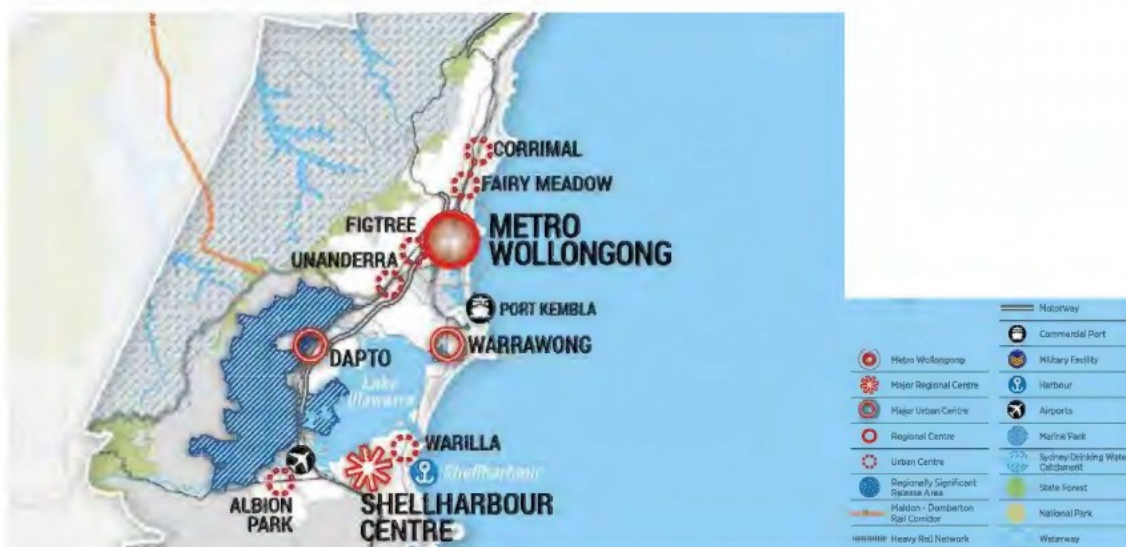 CORRIMAL
FAIRY MEADOW
FIGTREE
METRO
WOLLONGONG
UNANDERRA
PORT KEMBLA
DAPTO
WARRAWONG
Lake
Illawarra
WARILLA
Shellharbour
ALBION
PARK
SHELLHARBOUR
CENTRE
Metro Wollongong
Major Regional Centre
Major Urban Centre
Regional Centre
Urban Centre
Regionally Significant
Release Area
Maldon - Dombarton
Rail Corridor
Heavy Rail Network
Motorway
Commercial Port
Military Facility
Harbour
Airports
Marine Park
Sydney Drinking Water
Catchment
State Forest
National Park
Waterway